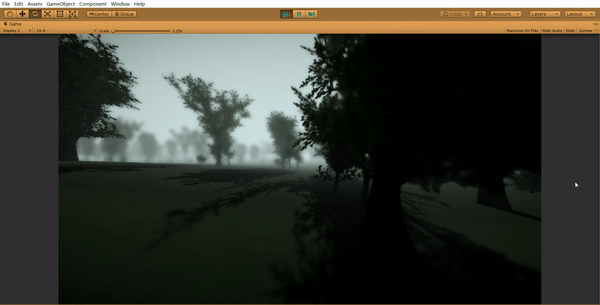 File Edit Assets GameObject Component Window Help
Center Global Account Layers Layout
Game
Display 1 16:9 Scale 1.25x Maximize On Play Mute Audio Stats Gizmos